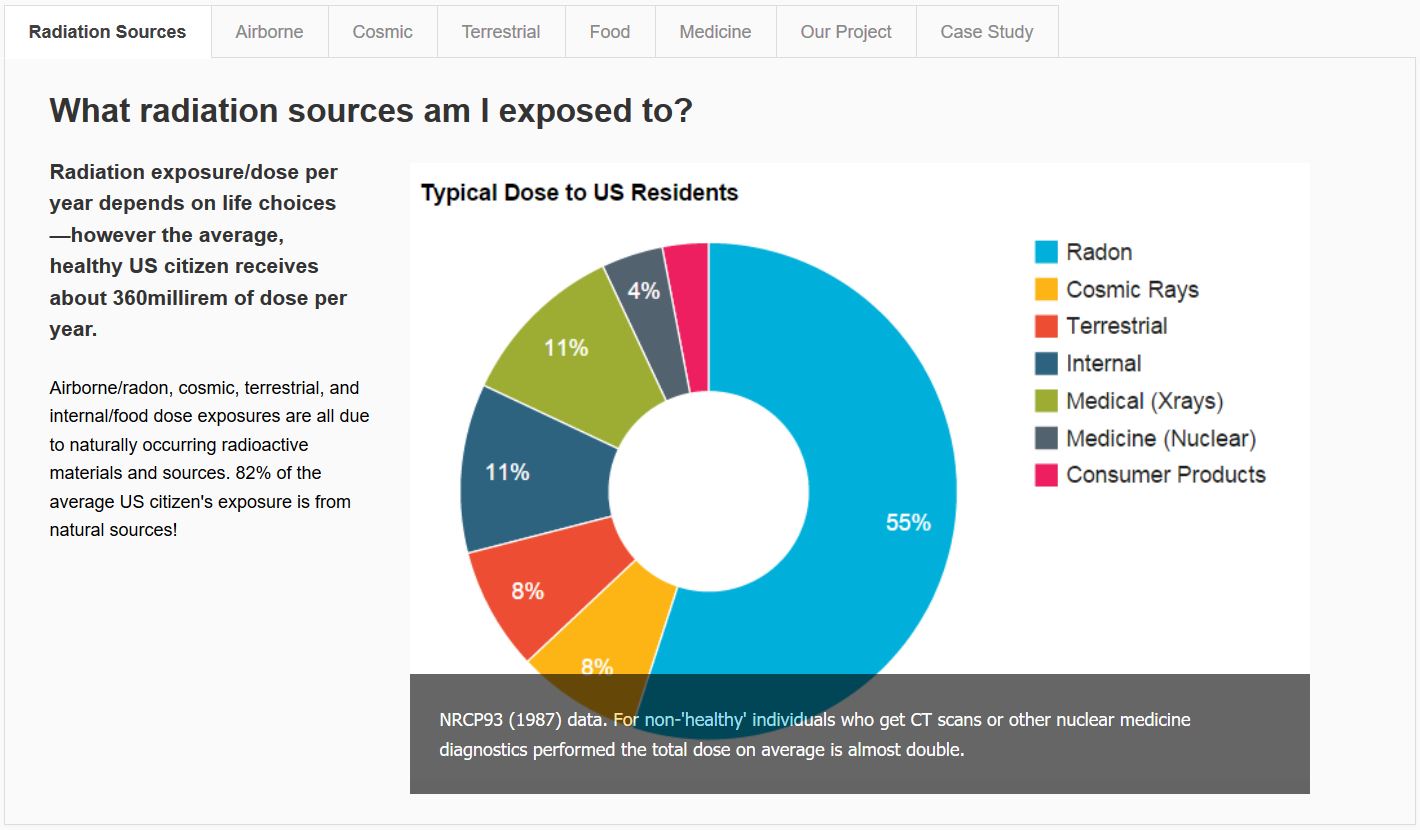 Radiation Sources Airborne Cosmic Terrestrial Food Medicine Our Project Case Study
What radiation sources am I exposed to?
Radiation exposure/dose per
year depends on life choices
—however the average,
healthy US citizen receives
about 360millirem of dose per
year.
Airborne/radon, cosmic, terrestrial, and
internal/food dose exposures are all due
to naturally occurring radioactive
materials and sources. 82% of the
average US citizen's exposure is from
natural sources!
Typical Dose to US Residents
4%
11%
11%
8%
8%
55%
Radon
Cosmic Rays
Terrestrial
Internal
Medical (Xrays)
Medicine (Nuclear)
Consumer Products
NRCP93 (1987) data. For non-'healthy' individuals who get CT scans or other nuclear medicine
diagnostics performed the total dose on average is almost double.